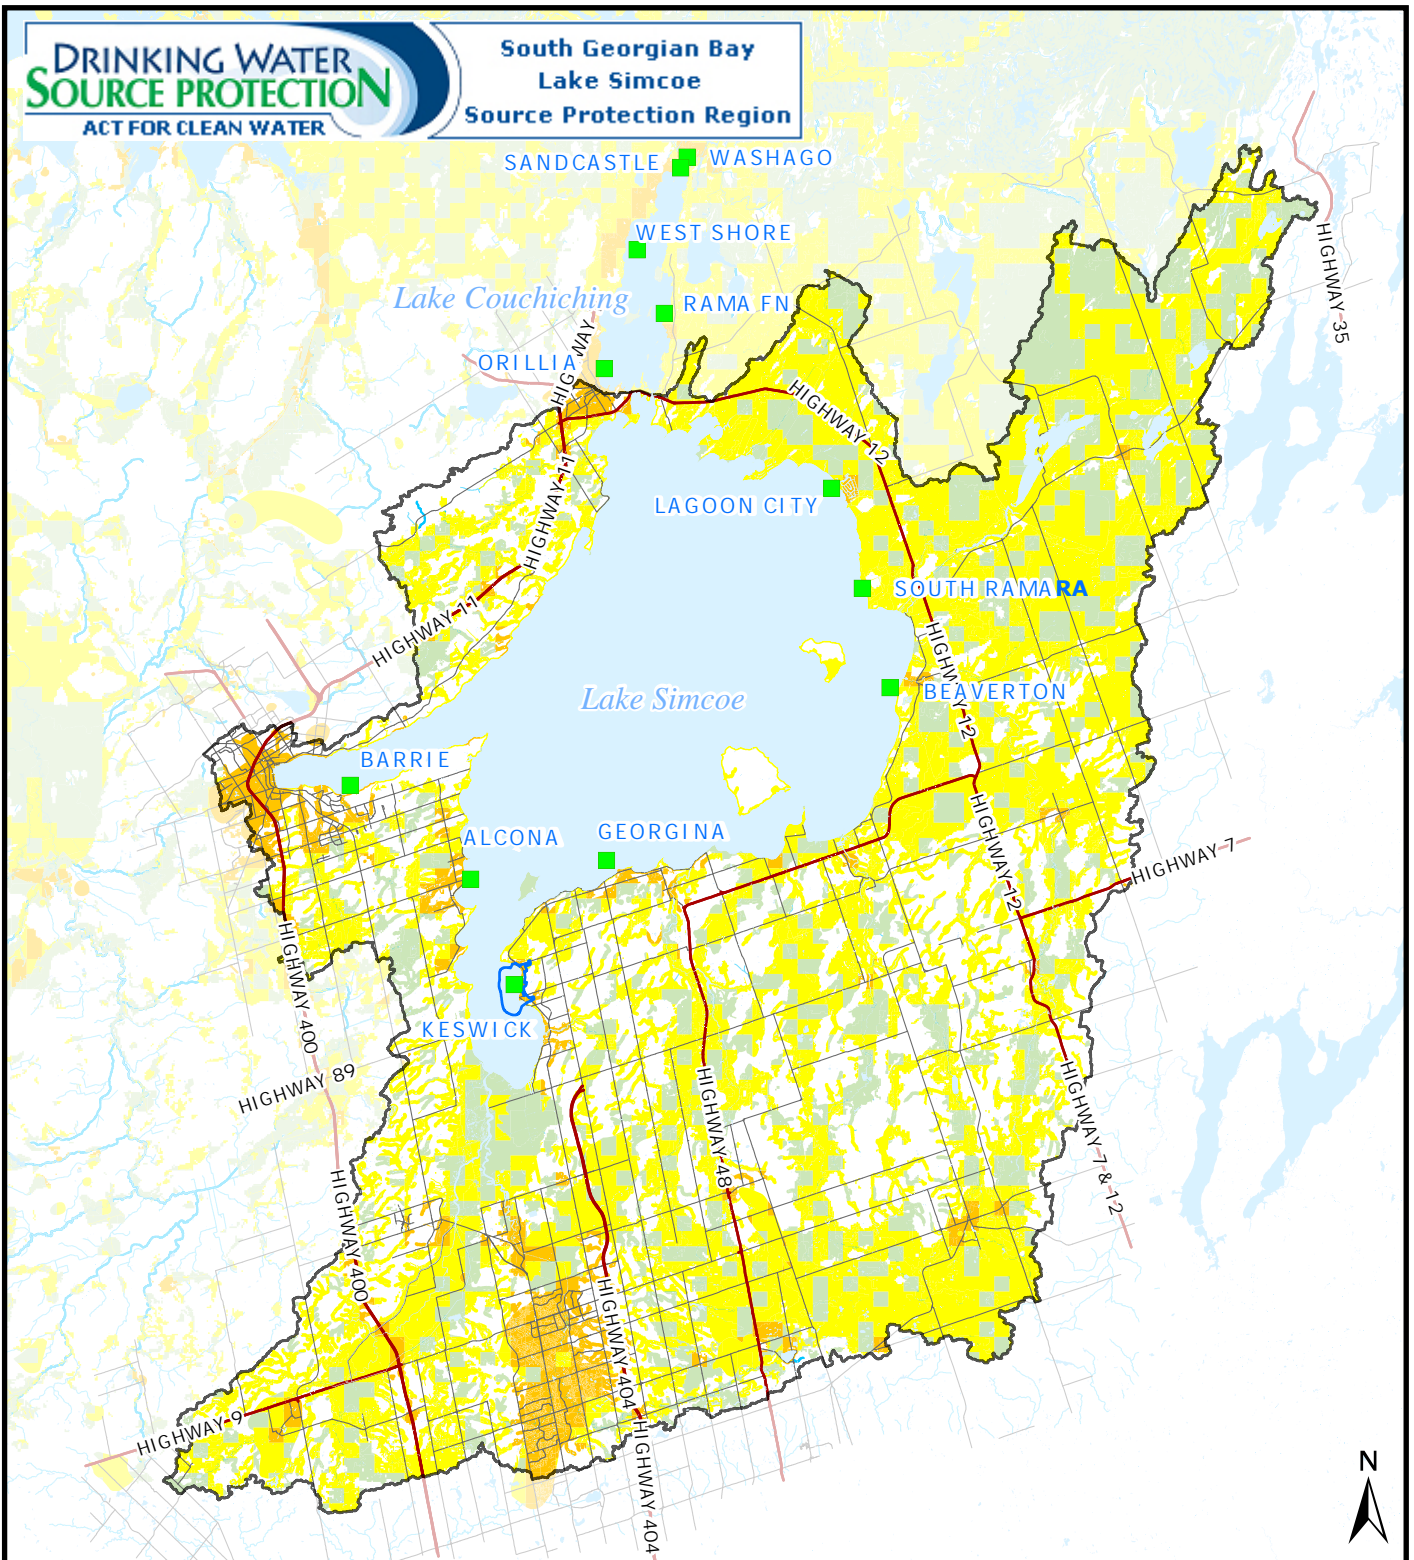 DRINKING WATER
SOURCE PROTECTION
ACT FOR CLEAN WATER
South Georgian Bay
Lake Simcoe
Source Protection Region
SANDCASTLE
WASHAGO
WEST SHORE
HIGHWAY 35
Lake Couchiching
RAMA FN
HIGHWAY
ORILLIA
HIGHWAY 12
HIGHWAY 11
LAGOON CITY
SOUTH RAMARA
HIGHWAY 11
HIGHWAY 12
Lake Simcoe
BEAVERTON
BARRIE
ALCONA
GEORGINA
HIGHWAY 12
HIGHWAY 7
HIGHWAY 400
KESWICK
HIGHWAY 89
HIGHWAY 48
HIGHWAY 7 & 12
HIGHWAY 400
HIGHWAY 404
HIGHWAY 9
HIGHWAY 404
N